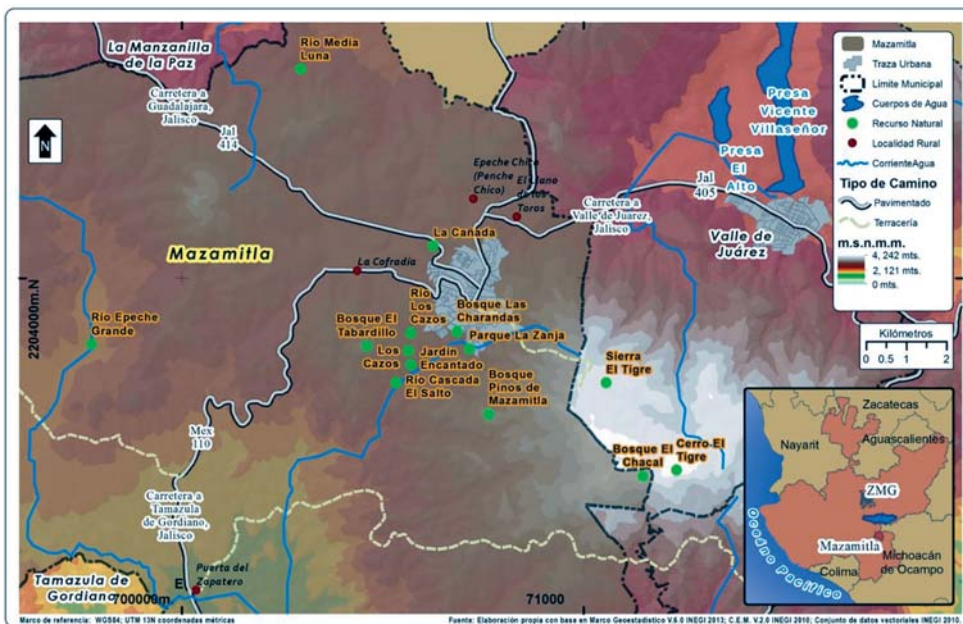 La Manzanilla
de la Paz
Río Media
Luna
Carretera a
Guadalajara,
Jalisco
Jal
414
N
Epeche Chico
(Penche
Chico)
El Llano
de los
Toros
Carretera a
Valle de Juarez,
Jalisco
Jal
405
Presa
Vicente
Villaseñor
Presa
El
Alto
Valle de
Juárez
Mazamitla
La Cañada
La Cofradia
Río
Los
Cazos
Bosque El
Tabardillo
Bosque Las
Charandas
Parque La Zanja
Los
Cazos
Jardín
Encantado
Río Cascada
El Salto
Bosque
Pinos de
Mazamitla
Sierra
El Tigre
Bosque El
Chacal
Cerro El
Tigre
Río Epeche
Grande
2204000m.N
Mex
110
Carretera a
Tamazula
de Gordiano,
Jalisco
Puerta del
Zapatero
Tamazula de
Gordiano
700000m
E
71000
Mazamitla
Traza Urbana
Límite Municipal
Cuerpos de Agua
Recurso Natural
Localidad Rural
CorrienteAgua
Tipo de Camino
Pavimentado
Terracería
m.s.n.m.m.
4, 242 mts.
2, 121 mts.
0 mts.
Kilómetros
0 0.5 1 2
Zacatecas
Nayarit
Aguascalientes
ZMG
Mazamitla
Michoacán
de Ocampo
Colima
Oceáno Pacífico
Marco de referencia: WGS84; UTM 13N coordenadas métricas
Fuente: Elaboración propia con base en Marco Geoestadístico V.6.0 INEGI 2013; C.E.M. V.2.0 INEGI 2010; Conjunto de datos vectoriales INEGI 2010.